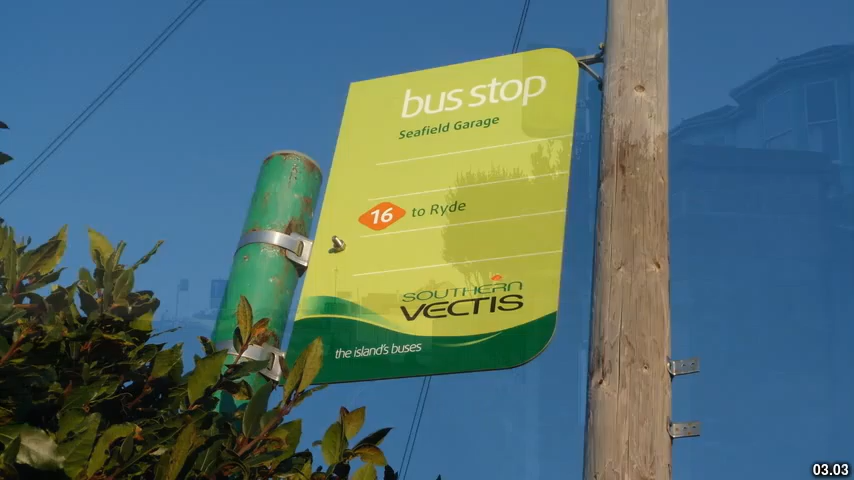 bus stop
Seafield Garage
16 to Ryde
SOUTHERN
VECTIS
the island's buses
03.03